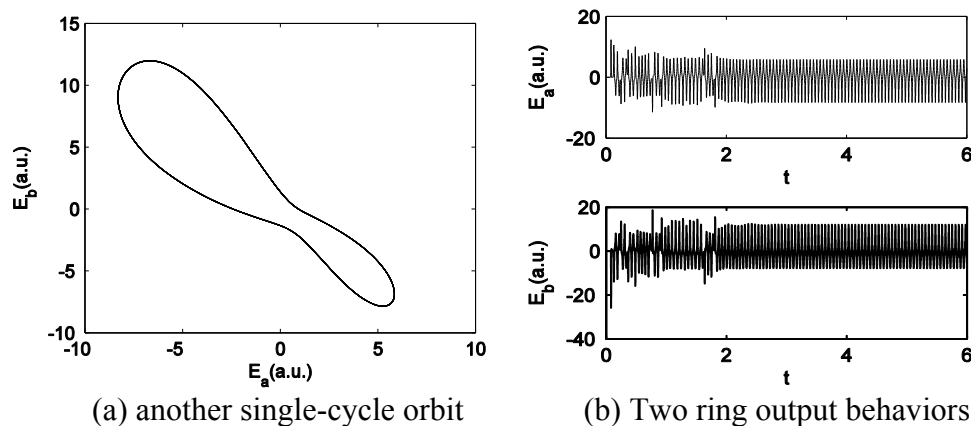 15
10
5
0
-5
-10
-10 -5 0 5 10
E_b(a.u.)
E_a(a.u.)
(a) another single-cycle orbit
20
0
-20
0 2 4 6
E_a(a.u.)
t
20
0
-20
-40
0 2 4 6
E_b(a.u.)
t
(b) Two ring output behaviors